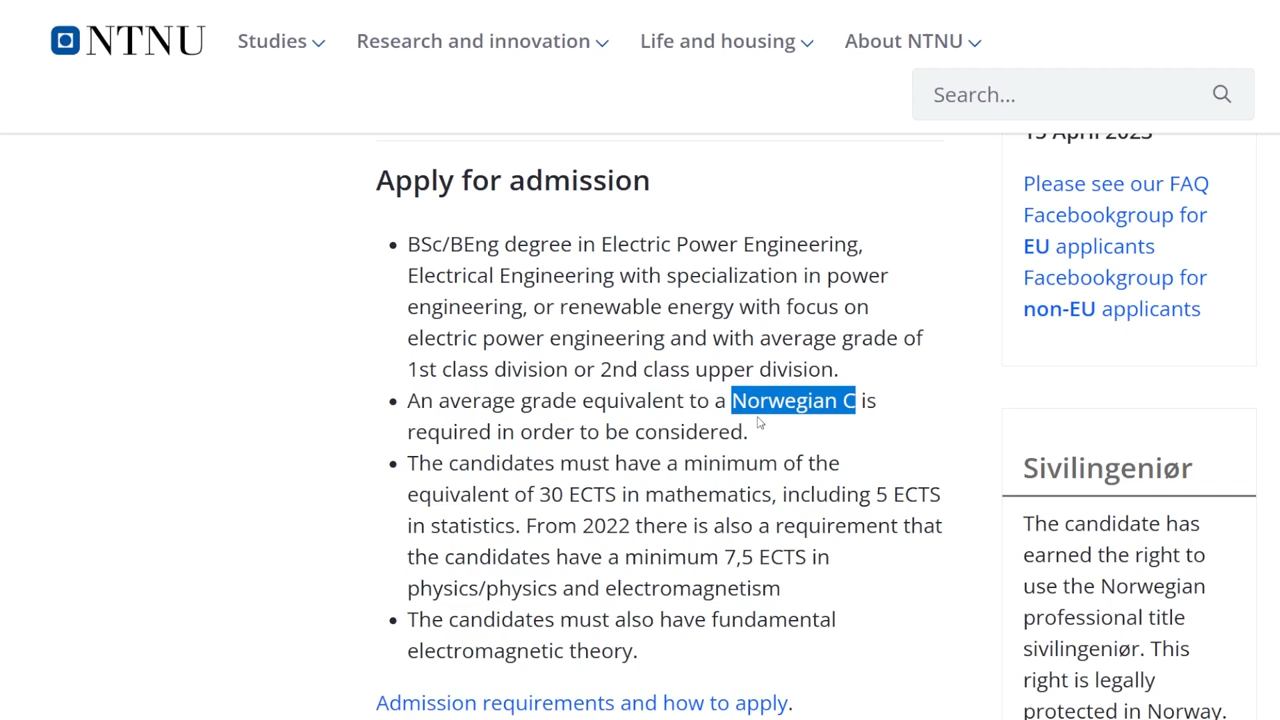 NTNU Studies Research and innovation Life and housing About NTNU
Search...
Apply for admission
• BSc/BEng degree in Electric Power Engineering,
Electrical Engineering with specialization in power
engineering, or renewable energy with focus on
electric power engineering and with average grade of
1st class division or 2nd class upper division.
• An average grade equivalent to a Norwegian C is
required in order to be considered.
• The candidates must have a minimum of the
equivalent of 30 ECTS in mathematics, including 5 ECTS
in statistics. From 2022 there is also a requirement that
the candidates have a minimum 7,5 ECTS in
physics/physics and electromagnetism
• The candidates must also have fundamental
electromagnetic theory.
Admission requirements and how to apply.
Please see our FAQ
Facebookgroup for
EU applicants
Facebookgroup for
non-EU applicants
Sivilingeniør
The candidate has
earned the right to
use the Norwegian
professional title
sivilingeniør. This
right is legally
protected in Norway.